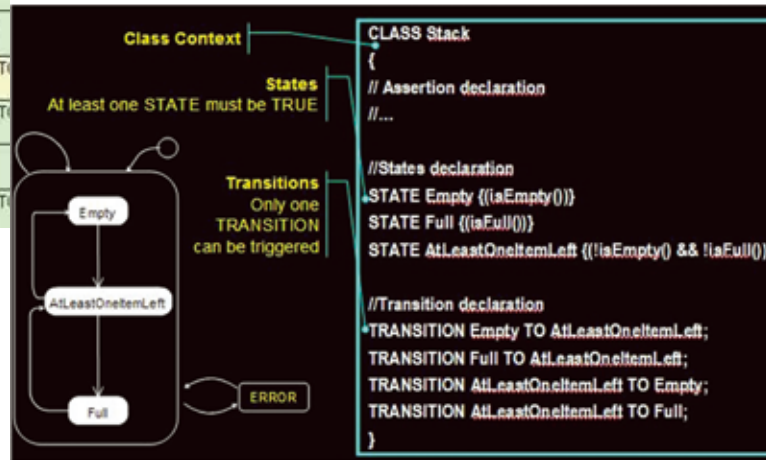 Class Context
States
At least one STATE must be TRUE
Transitions
Only one
TRANSITION
can be triggered
Empty
AtLeastOneItemLeft
Full
ERROR
CLASS Stack
{
// Assertion declaration
//...
//States declaration
STATE Empty {(isEmpty())}
STATE Full {(isFull())}
STATE AtLeastOneItemLeft {(!isEmpty() && !isFull())
//Transition declaration
TRANSITION Empty TO AtLeastOneItemLeft;
TRANSITION Full TO AtLeastOneItemLeft;
TRANSITION AtLeastOneItemLeft TO Empty;
TRANSITION AtLeastOneItemLeft TO Full;
}